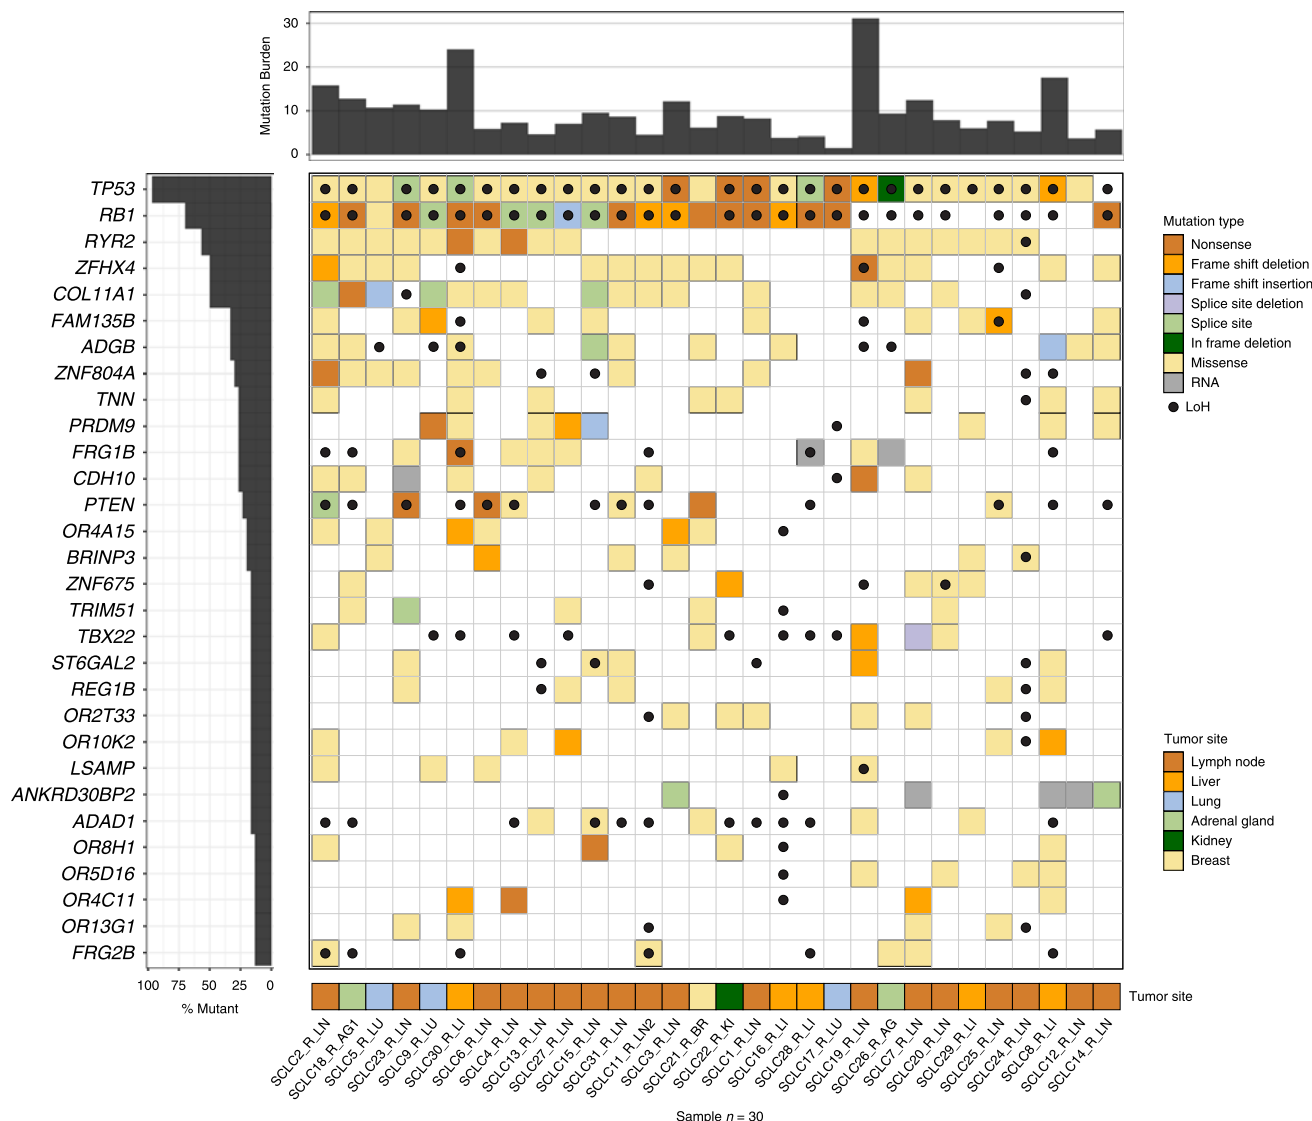 Mutation Burden
30
20
10
0
TP53
RB1
RYR2
ZFHX4
COL11A1
FAM135B
ADGB
ZNF804A
TNN
PRDM9
FRG1B
CDH10
PTEN
OR4A15
BRINP3
ZNF675
TRIM51
TBX22
ST6GAL2
REG1B
OR2T33
OR10K2
LSAMP
ANKRD30BP2
ADAD1
OR8H1
OR5D16
OR4C11
OR13G1
FRG2B
100 75 50 25 0
% Mutant
Mutation type
Nonsense
Frame shift deletion
Frame shift insertion
Splice site deletion
Splice site
In frame deletion
Missense
RNA
LoH
Tumor site
Lymph node
Liver
Lung
Adrenal gland
Kidney
Breast
Tumor site
SCLC2_R_LN
SCLC18_R_AG1
SCLC5_R_LU
SCLC23_R_LN
SCLC9_R_LU
SCLC30_R_LI
SCLC6_R_LN
SCLC4_R_LN
SCLC13_R_LN
SCLC27_R_LN
SCLC15_R_LN
SCLC31_R_LN
SCLC11_R_LN2
SCLC3_R_LN
SCLC21_R_BR
SCLC22_R_KI
SCLC1_R_LN
SCLC16_R_LI
SCLC28_R_LI
SCLC17_R_LU
SCLC19_R_LN
SCLC26_R_AG
SCLC7_R_LN
SCLC20_R_LN
SCLC29_R_LI
SCLC25_R_LN
SCLC24_R_LN
SCLC8_R_LI
SCLC12_R_LN
SCLC14_R_LN
Sample n = 30